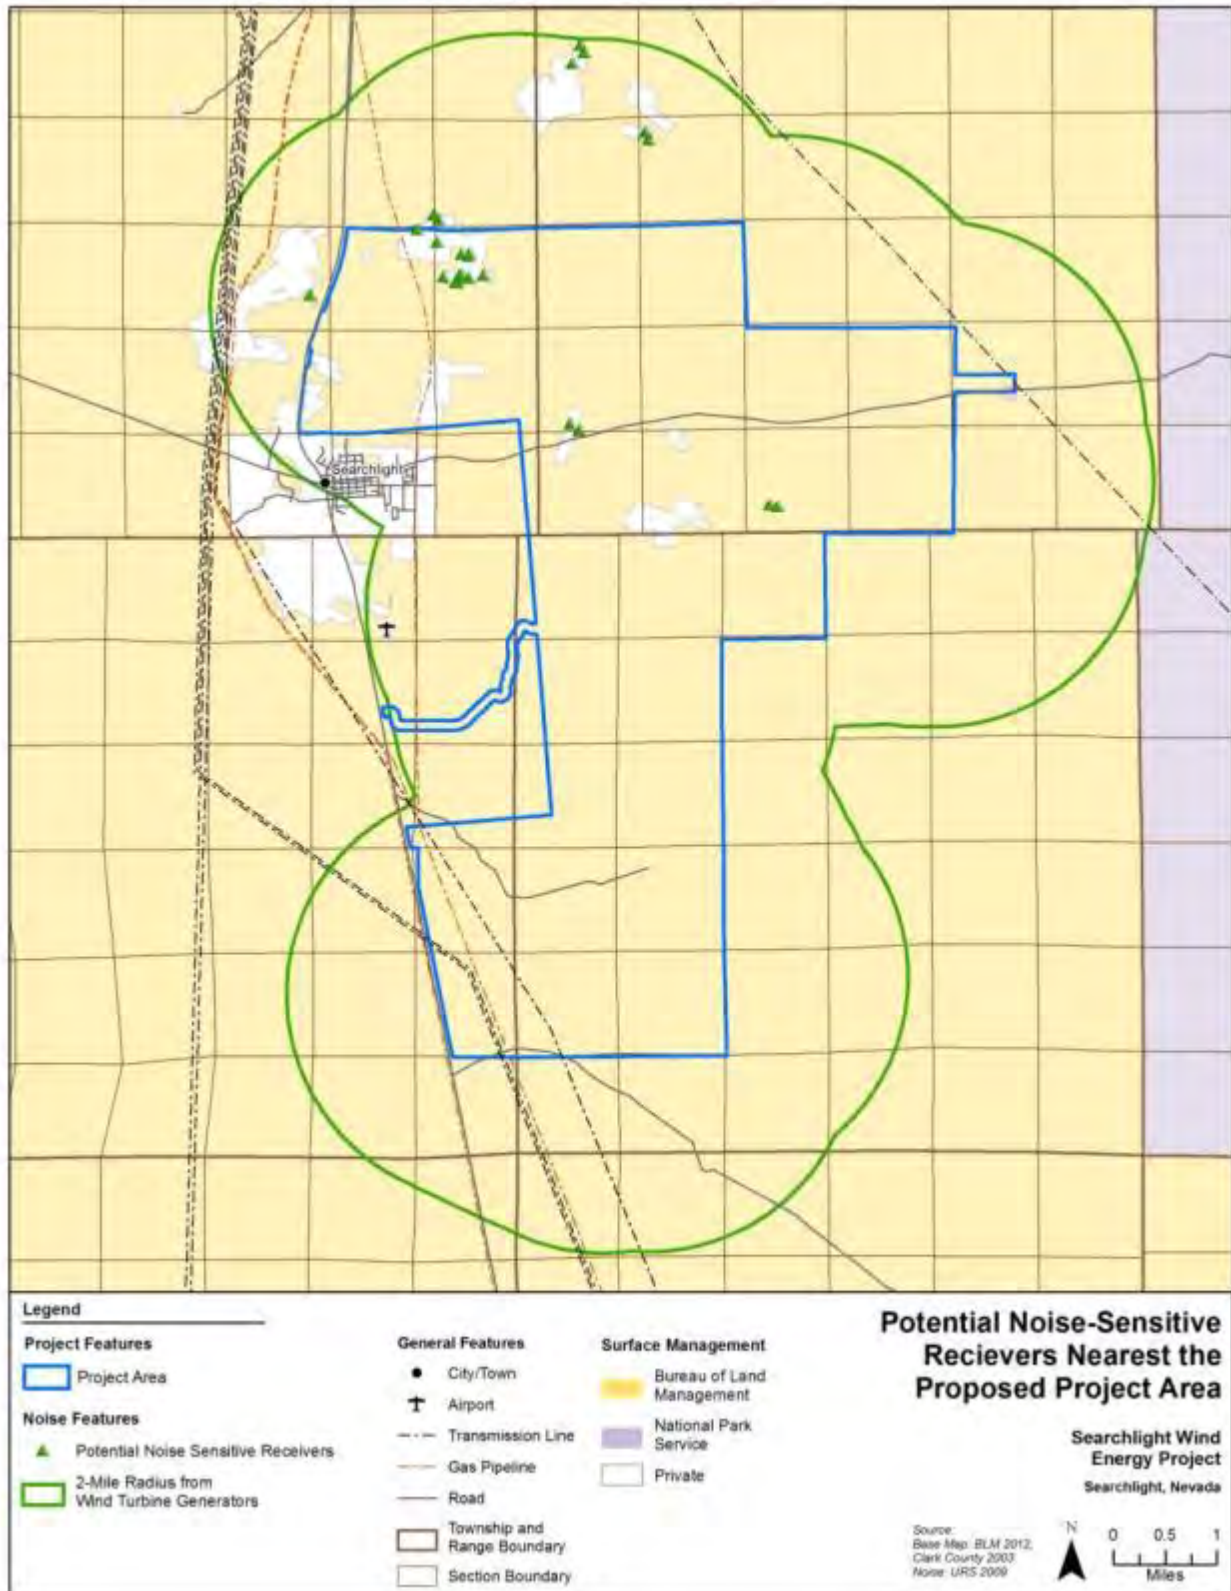 Searchlight
Legend
Project Features
Project Area
Noise Features
Potential Noise Sensitive Receivers
2-Mile Radius from
Wind Turbine Generators
General Features
City/Town
Airport
Transmission Line
Gas Pipeline
Road
Township and
Range Boundary
Section Boundary
Surface Management
Bureau of Land
Management
National Park
Service
Private
Potential Noise-Sensitive
Recievers Nearest the
Proposed Project Area
Searchlight Wind
Energy Project
Searchlight, Nevada
Source:
Base Map: BLM 2012,
Clark County 2003
Noise: URS 2009
N
0 0.5 1
Miles